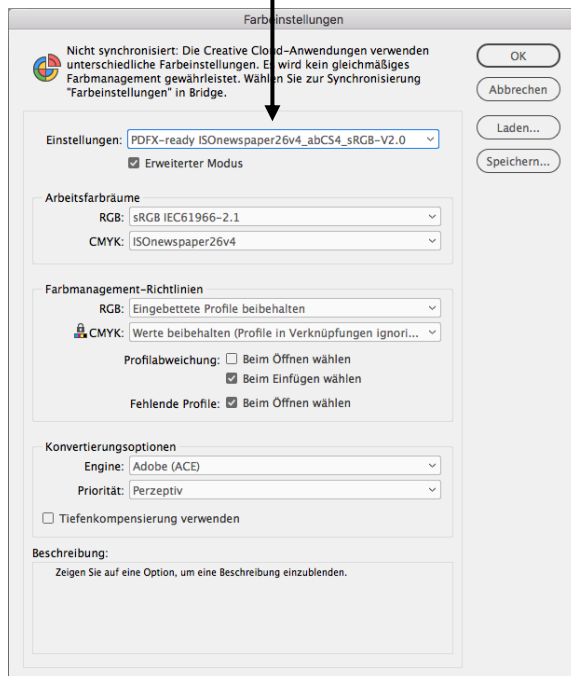 Farbeinstellungen
Nicht synchronisiert: Die Creative Cloud-Anwendungen verwenden
unterschiedliche Farbeinstellungen. Es wird kein gleichmäßiges
Farbmanagement gewährleistet. Wählen Sie zur Synchronisierung
"Farbeinstellungen" in Bridge.
OK
Abbrechen
Laden...
Speichern...
Einstellungen: PDFX-ready ISOnewspaper26v4_abCS4_sRGB-V2.0
Erweiterter Modus
Arbeitsfarbräume
RGB: sRGB IEC61966-2.1
CMYK: ISOnewspaper26v4
Farbmanagement-Richtlinien
RGB: Eingebettete Profile beibehalten
CMYK: Werte beibehalten (Profile in Verknüpfungen ignori...
Profilabweichung: Beim Öffnen wählen
Beim Einfügen wählen
Fehlende Profile: Beim Öffnen wählen
Konvertierungsoptionen
Engine: Adobe (ACE)
Priorität: Perzeptiv
Tiefenkompensierung verwenden
Beschreibung:
Zeigen Sie auf eine Option, um eine Beschreibung einzublenden.